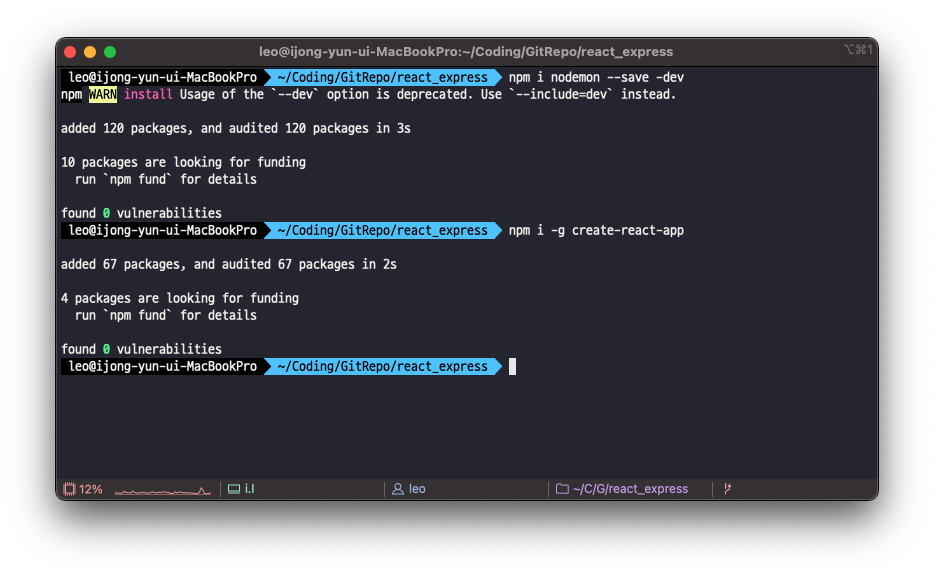 leo@ijong-yun-ui-MacBookPro:~/Coding/GitRepo/react_express ⌥⌘1
leo@ijong-yun-ui-MacBookPro ~/Coding/GitRepo/react_express npm i nodemon --save -dev
npm WARN install Usage of the `--dev` option is deprecated. Use `--include=dev` instead.
added 120 packages, and audited 120 packages in 3s
10 packages are looking for funding
run `npm fund` for details
found 0 vulnerabilities
leo@ijong-yun-ui-MacBookPro ~/Coding/GitRepo/react_express npm i -g create-react-app
added 67 packages, and audited 67 packages in 2s
4 packages are looking for funding
run `npm fund` for details
found 0 vulnerabilities
leo@ijong-yun-ui-MacBookPro ~/Coding/GitRepo/react_express
12% i.l leo ~/C/G/react_express